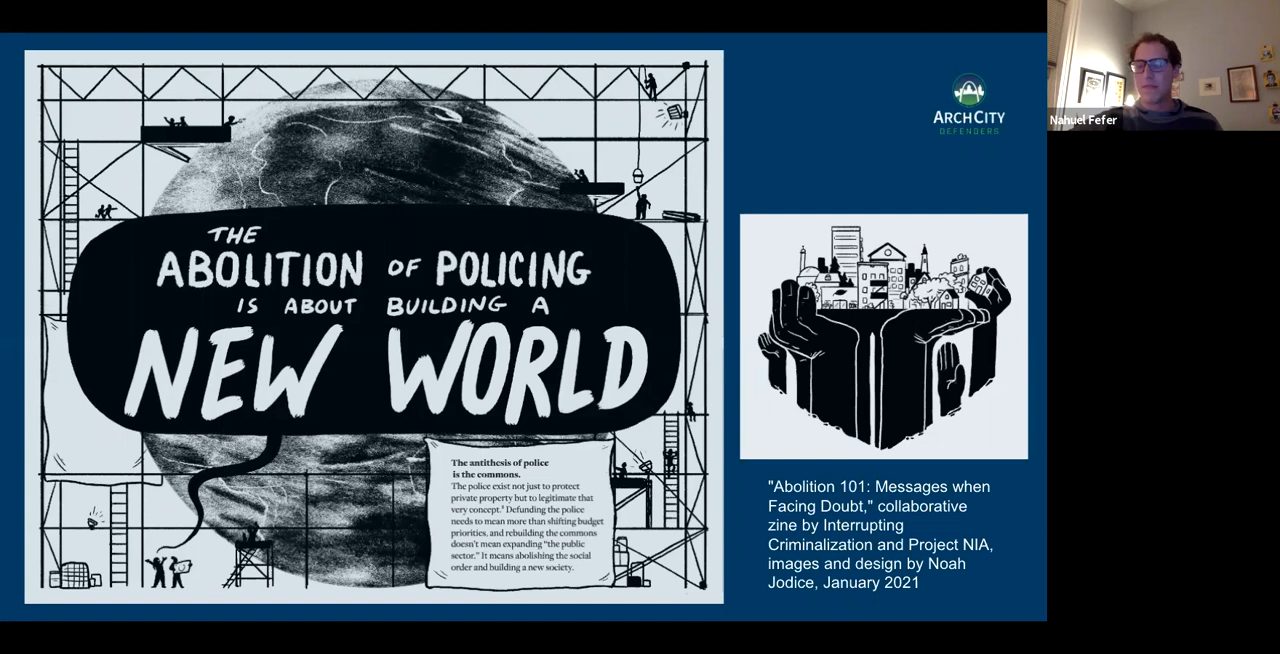 THE
ABOLITION OF POLICING
IS ABOUT BUILDING A
NEW WORLD
The antithesis of police
is the commons.
The police exist not just to protect
private property but to legitimate that
very concept.⁸ Defunding the police
needs to mean more than shifting budget
priorities, and rebuilding the commons
doesn't mean expanding "the public
sector." It means abolishing the social
order and building a new society.
ARCHCITY
DEFENDERS
"Abolition 101: Messages when
Facing Doubt," collaborative
zine by Interrupting
Criminalization and Project NIA,
images and design by Noah
Jodice, January 2021
Nahuel Fefer